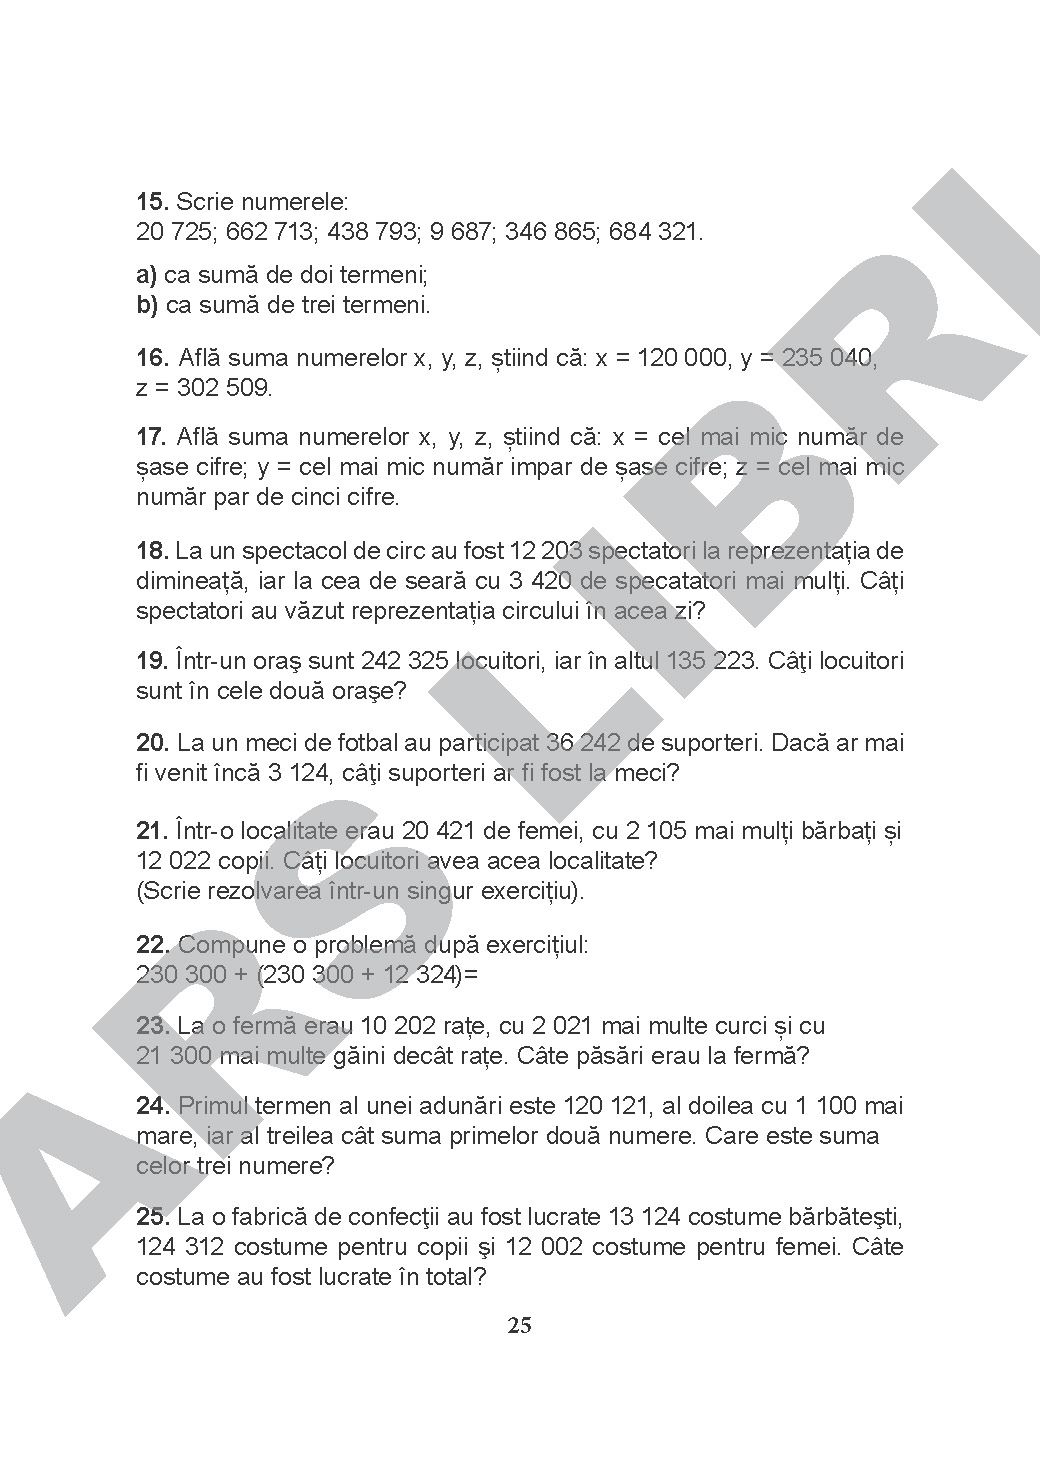 15. Scrie numerele:
20 725; 662 713; 438 793; 9 687; 346 865; 684 321.
a) ca sumă de doi termeni;
b) ca sumă de trei termeni.
16. Află suma numerelor x, y, z, știind că: x = 120 000, y = 235 040,
z = 302 509.
17. Află suma numerelor x, y, z, știind că: x = cel mai mic număr de
șase cifre; y = cel mai mic număr impar de șase cifre; z = cel mai mic
număr par de cinci cifre.
18. La un spectacol de circ au fost 12 203 spectatori la reprezentația de
dimineață, iar la cea de seară cu 3 420 de specatatori mai mulți. Câți
spectatori au văzut reprezentația circului în acea zi?
19. Într-un oraş sunt 242 325 locuitori, iar în altul 135 223. Câţi locuitori
sunt în cele două oraşe?
20. La un meci de fotbal au participat 36 242 de suporteri. Dacă ar mai
fi venit încă 3 124, câţi suporteri ar fi fost la meci?
21. Într-o localitate erau 20 421 de femei, cu 2 105 mai mulți bărbați și
12 022 copii. Câți locuitori avea acea localitate?
(Scrie rezolvarea într-un singur exercițiu).
22. Compune o problemă după exercițiul:
230 300 + (230 300 + 12 324)=
23. La o fermă erau 10 202 rațe, cu 2 021 mai multe curci și cu
21 300 mai multe găini decât rațe. Câte păsări erau la fermă?
24. Primul termen al unei adunări este 120 121, al doilea cu 1 100 mai
mare, iar al treilea cât suma primelor două numere. Care este suma
celor trei numere?
25. La o fabrică de confecţii au fost lucrate 13 124 costume bărbăteşti,
124 312 costume pentru copii şi 12 002 costume pentru femei. Câte
costume au fost lucrate în total?
25
ARS LIBRI